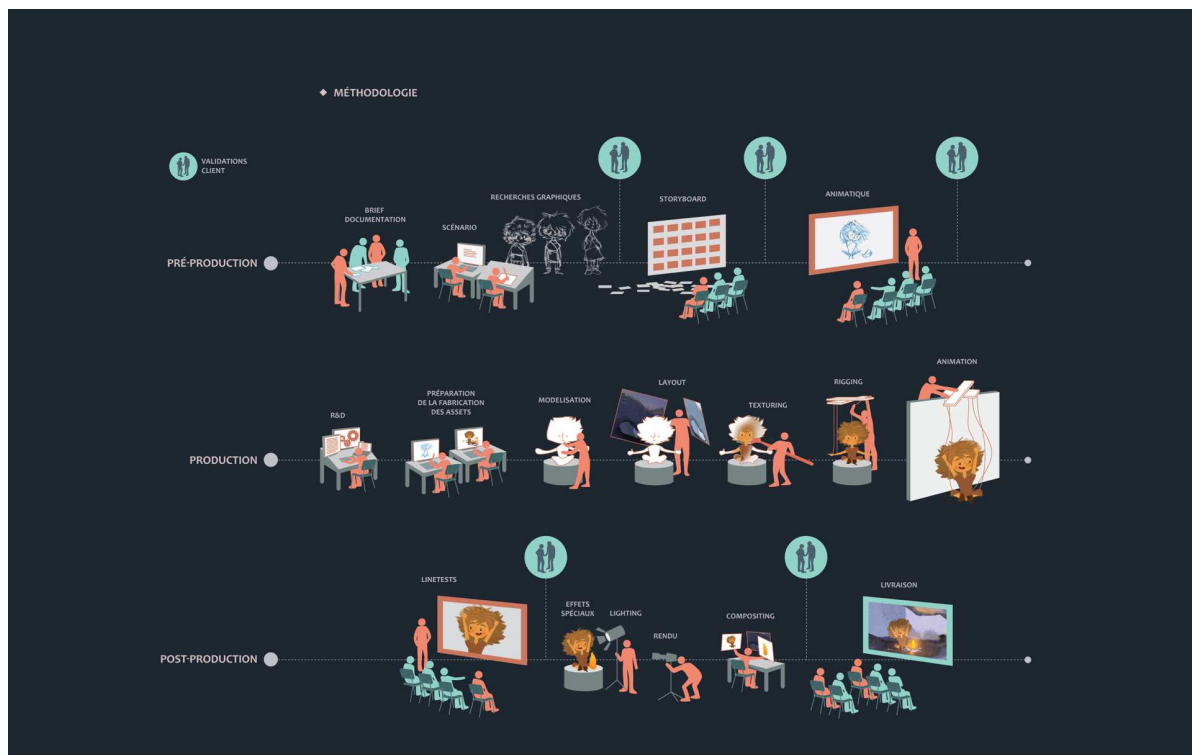 MÉTHODOLOGIE
VALIDATIONS
CLIENT
PRÉ-PRODUCTION
BRIEF
DOCUMENTATION
SCÉNARIO
RECHERCHES GRAPHIQUES
STORYBOARD
ANIMATIQUE
PRODUCTION
R&D
PRÉPARATION
DE LA FABRICATION
DES ASSETS
MODELISATION
LAYOUT
TEXTURING
RIGGING
ANIMATION
POST-PRODUCTION
LINETESTS
EFFETS
SPÉCIAUX
LIGHTING
RENDU
COMPOSITING
LIVRAISON